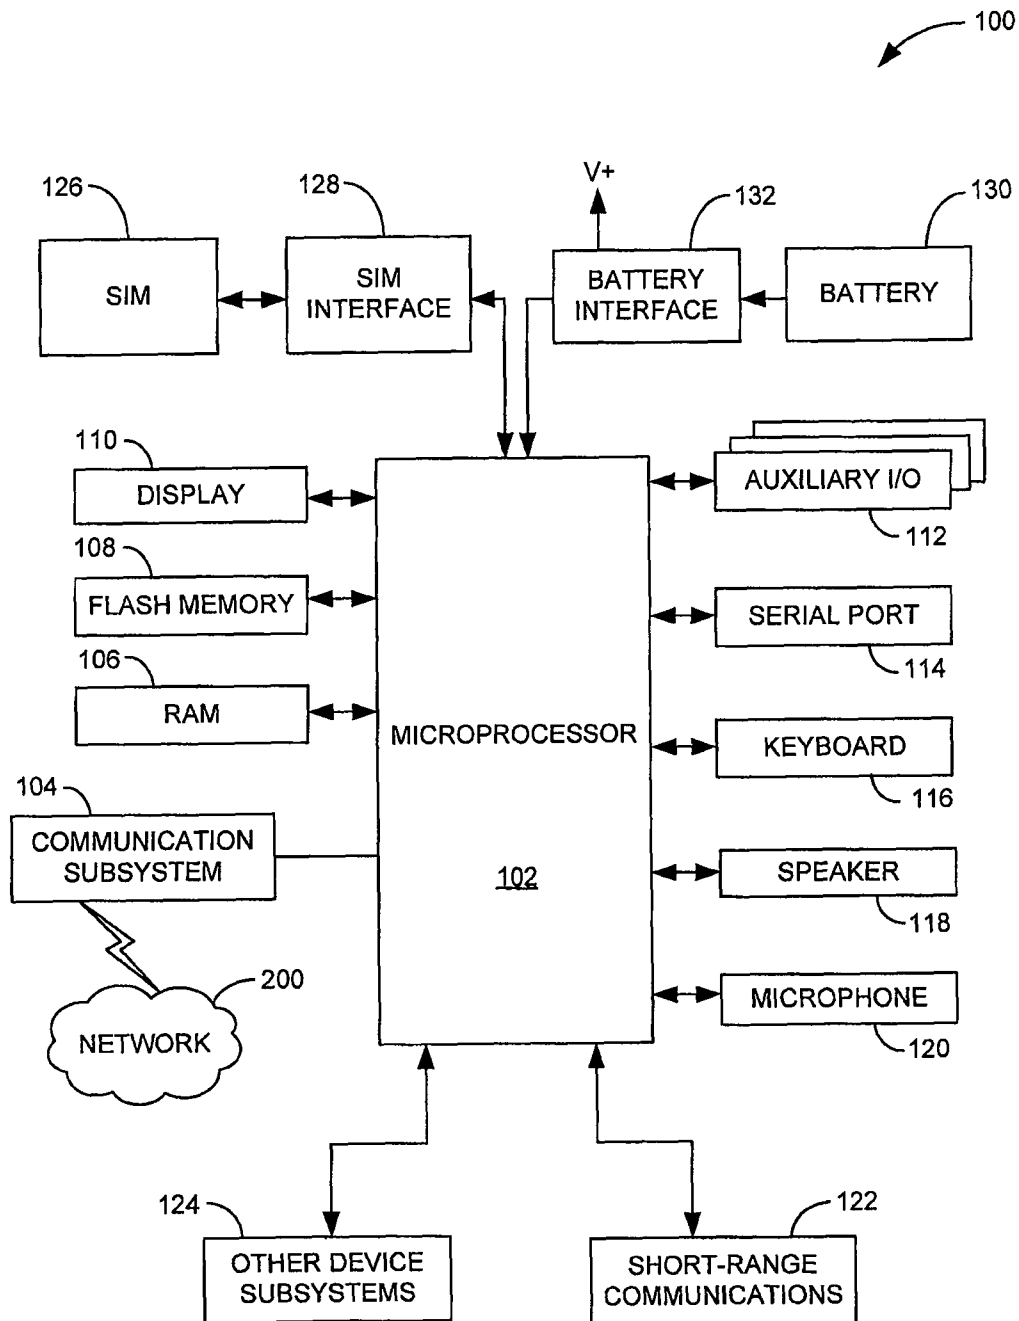 100
V+
126
128
132
130
SIM
SIM
INTERFACE
BATTERY
INTERFACE
BATTERY
110
DISPLAY
AUXILIARY I/O
112
108
FLASH MEMORY
SERIAL PORT
114
106
RAM
MICROPROCESSOR
102
KEYBOARD
116
104
COMMUNICATION
SUBSYSTEM
SPEAKER
118
200
NETWORK
MICROPHONE
120
124
OTHER DEVICE
SUBSYSTEMS
122
SHORT-RANGE
COMMUNICATIONS